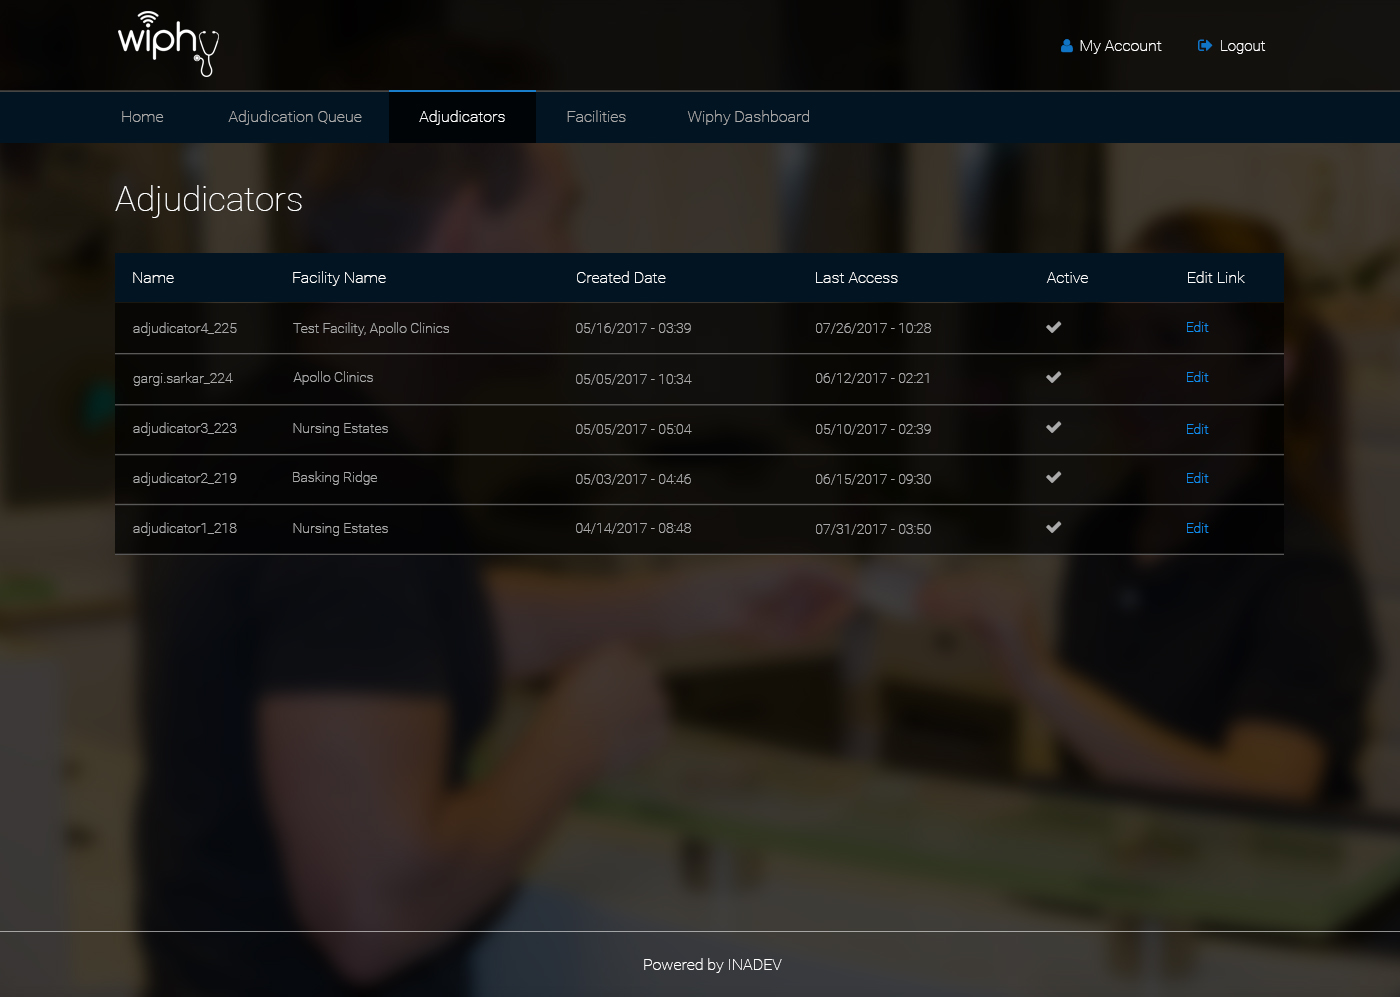 wiphy
My Account Logout
Home Adjudication Queue Adjudicators Facilities Wiphy Dashboard
Adjudicators
Name Facility Name Created Date Last Access Active Edit Link
adjudicator4_225 Test Facility, Apollo Clinics 05/16/2017 - 03:39 07/26/2017 - 10:28 Edit
gargi.sarkar_224 Apollo Clinics 05/05/2017 - 10:34 06/12/2017 - 02:21 Edit
adjudicator3_223 Nursing Estates 05/05/2017 - 05:04 05/10/2017 - 02:39 Edit
adjudicator2_219 Basking Ridge 05/03/2017 - 04:46 06/15/2017 - 09:30 Edit
adjudicator1_218 Nursing Estates 04/14/2017 - 08:48 07/31/2017 - 03:50 Edit
Powered by INADEV